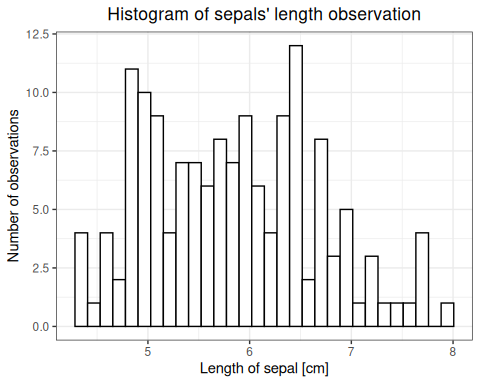 Histogram of sepals' length observation
12.5
10.0
7.5
5.0
2.5
0.0
Number of observations
5 6 7 8
Length of sepal [cm]